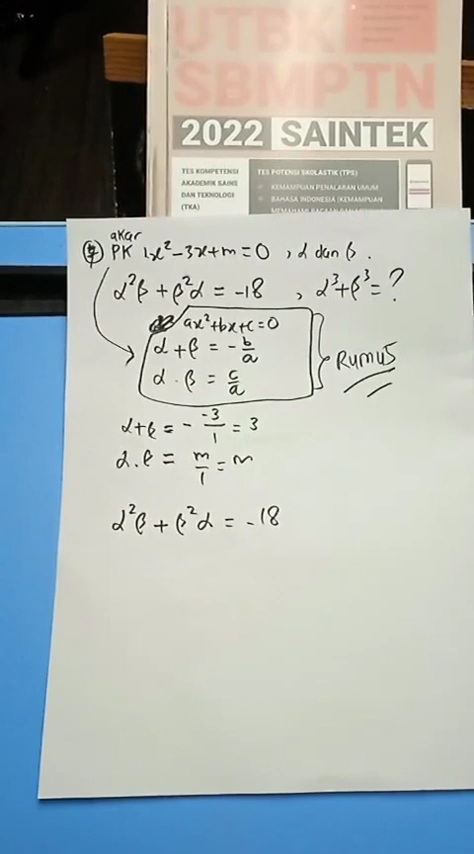 UTBK
SBMPTN
2022 SAINTEK
TES KOMPETENSI
AKADEMIK SAINS
DAN TEKNOLOGI
(TKA)
TES POTENSI SKOLASTIK (TPS)
KEMAMPUAN PENALARAN UMUM
BAHASA INDONESIA (KEMAMPUAN
akar
PK 1x² - 3x + m = 0 , α dan β .
α²β + β²α = -18 , α³ + β³ = ?
ax² + bx + c = 0
α + β = - b/a
α . β = c/a
Rumus
α + β = - -3/1 = 3
α . β = m/1 = m
α²β + β²α = -18